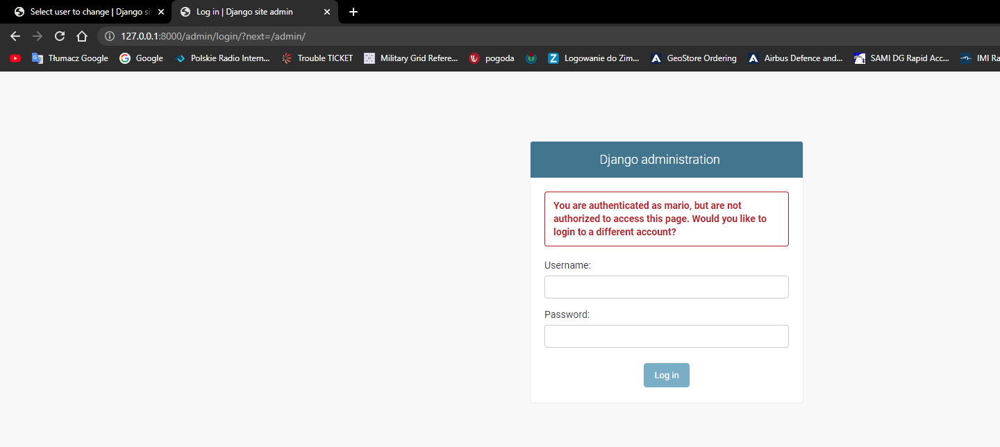 Select user to change | Django si
Log in | Django site admin
127.0.0.1:8000/admin/login/?next=/admin/
Tłumacz Google
Google
Polskie Radio Intern...
Trouble TICKET
Military Grid Refere...
pogoda
Z
Logowanie do Zim...
GeoStore Ordering
Airbus Defence and...
SAMI DG Rapid Acc...
IMI Ra
Django administration
You are authenticated as mario, but are not
authorized to access this page. Would you like to
login to a different account?
Username:
Password:
Log in